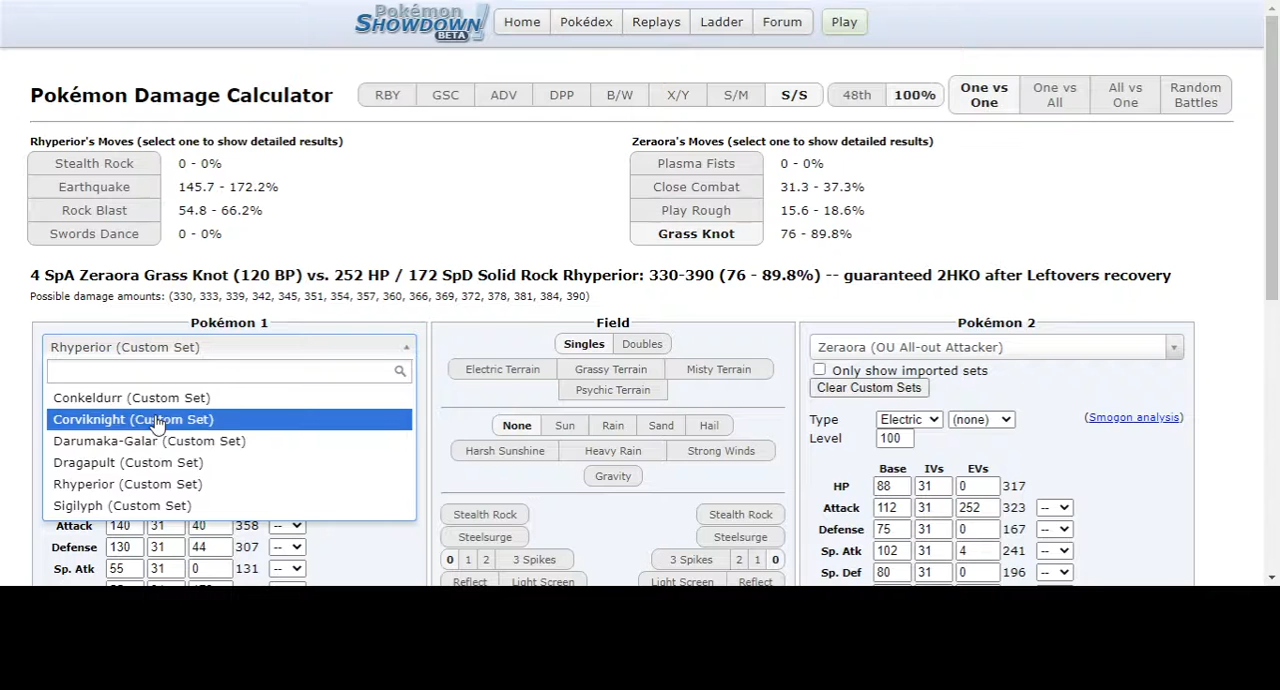 Pokémon
SHOWDOWN!
BETA
Home Pokédex Replays Ladder Forum Play
Pokémon Damage Calculator RBY GSC ADV DPP B/W X/Y S/M S/S 48th 100% One vs One One vs All All vs One Random Battles
Rhyperior's Moves (select one to show detailed results)
Stealth Rock 0 - 0%
Earthquake 145.7 - 172.2%
Rock Blast 54.8 - 66.2%
Swords Dance 0 - 0%
Zeraora's Moves (select one to show detailed results)
Plasma Fists 0 - 0%
Close Combat 31.3 - 37.3%
Play Rough 15.6 - 18.6%
Grass Knot 76 - 89.8%
4 SpA Zeraora Grass Knot (120 BP) vs. 252 HP / 172 SpD Solid Rock Rhyperior: 330-390 (76 - 89.8%) -- guaranteed 2HKO after Leftovers recovery
Possible damage amounts: (330, 333, 339, 342, 345, 351, 354, 357, 360, 366, 369, 372, 378, 381, 384, 390)
Pokémon 1
Rhyperior (Custom Set)
Conkeldurr (Custom Set)
Corviknight (Custom Set)
Darumaka-Galar (Custom Set)
Dragapult (Custom Set)
Rhyperior (Custom Set)
Sigilyph (Custom Set)
Attack 140 31 40 358 --
Defense 130 31 44 307 --
Sp. Atk 55 31 0 131 --
Field
Singles Doubles
Electric Terrain Grassy Terrain Misty Terrain
Psychic Terrain
None Sun Rain Sand Hail
Harsh Sunshine Heavy Rain Strong Winds
Gravity
Stealth Rock Stealth Rock
Steelsurge Steelsurge
0 1 2 3 Spikes 3 Spikes 2 1 0
Reflect Light Screen Light Screen Reflect
Pokémon 2
Zeraora (OU All-out Attacker)
Only show imported sets
Clear Custom Sets
Type Electric (none) (Smogon analysis)
Level 100
Base IVs EVs
HP 88 31 0 317
Attack 112 31 252 323 --
Defense 75 31 0 167 --
Sp. Atk 102 31 4 241 --
Sp. Def 80 31 0 196 --